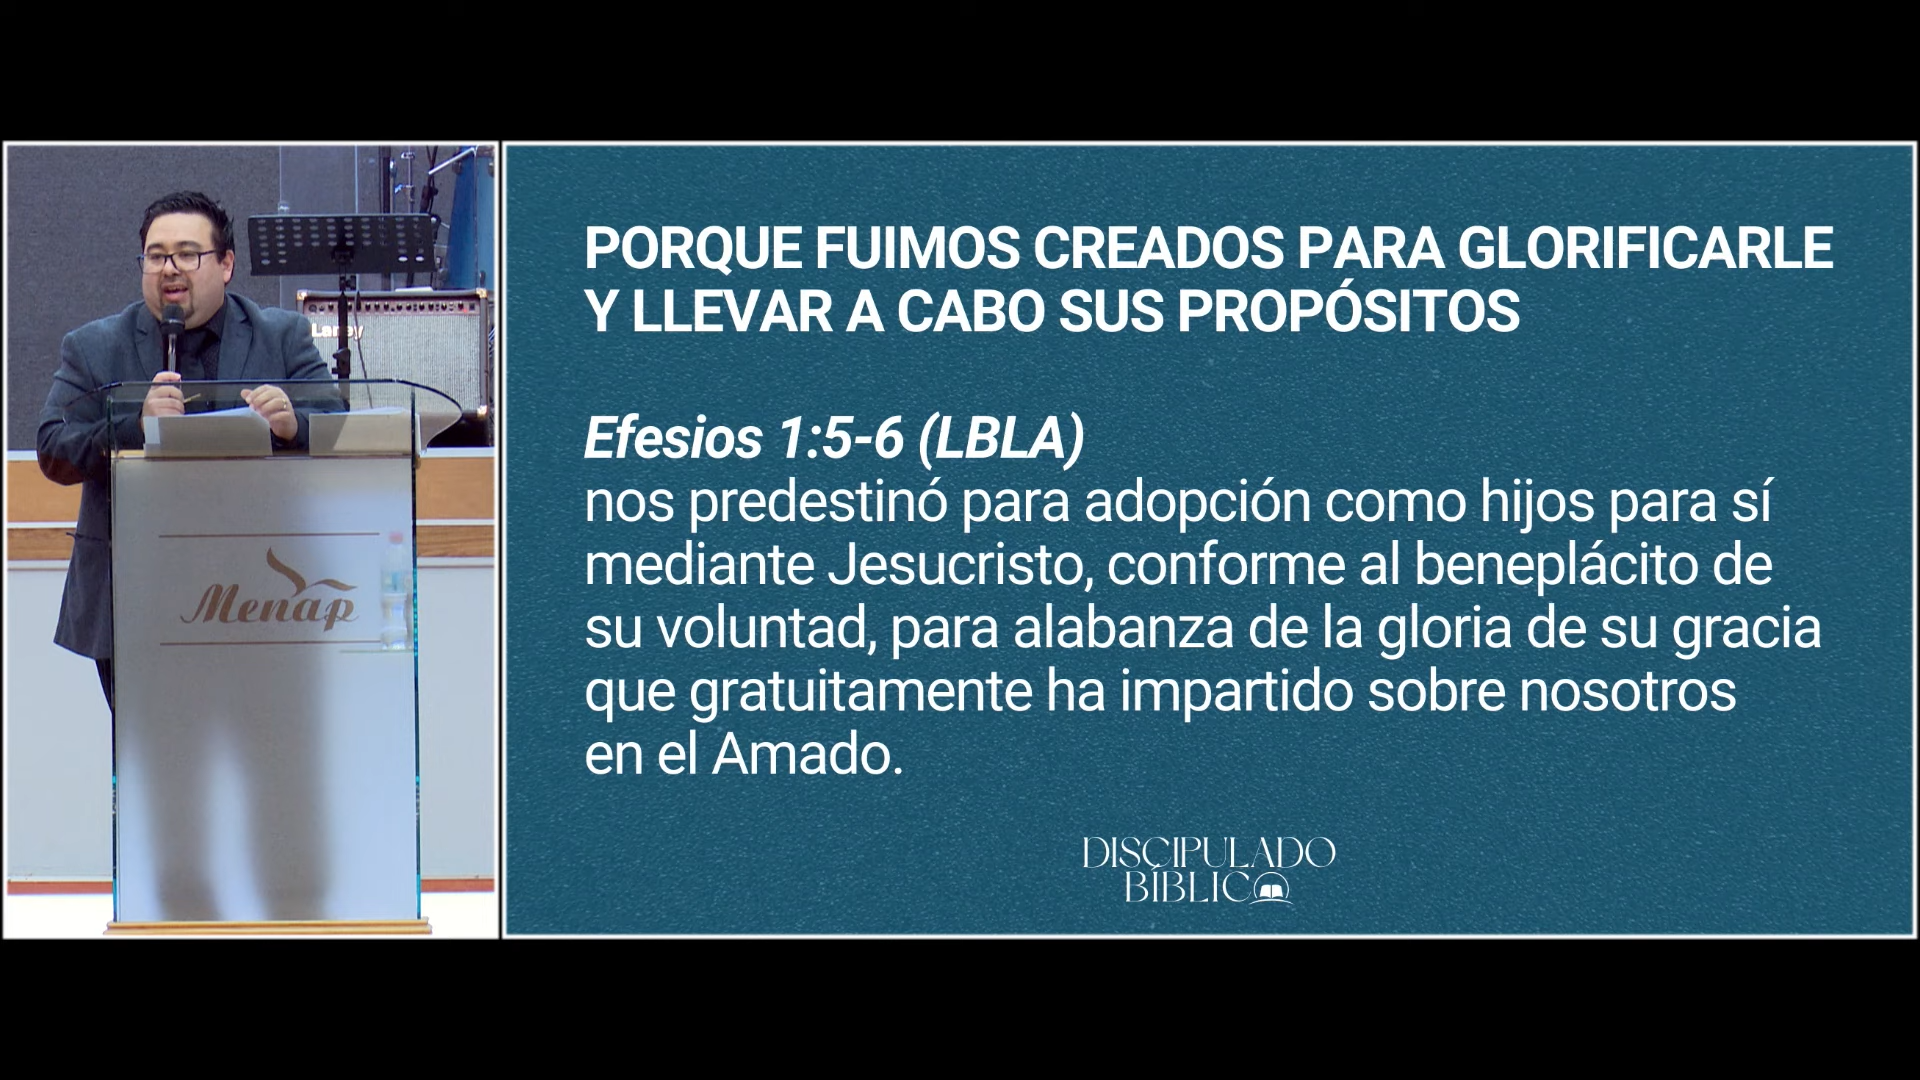 Laney
Menap
PORQUE FUIMOS CREADOS PARA GLORIFICARLE
Y LLEVAR A CABO SUS PROPÓSITOS
Efesios 1:5-6 (LBLA)
nos predestinó para adopción como hijos para sí
mediante Jesucristo, conforme al beneplácito de
su voluntad, para alabanza de la gloria de su gracia
que gratuitamente ha impartido sobre nosotros
en el Amado.
DISCIPULADO
BÍBLICO